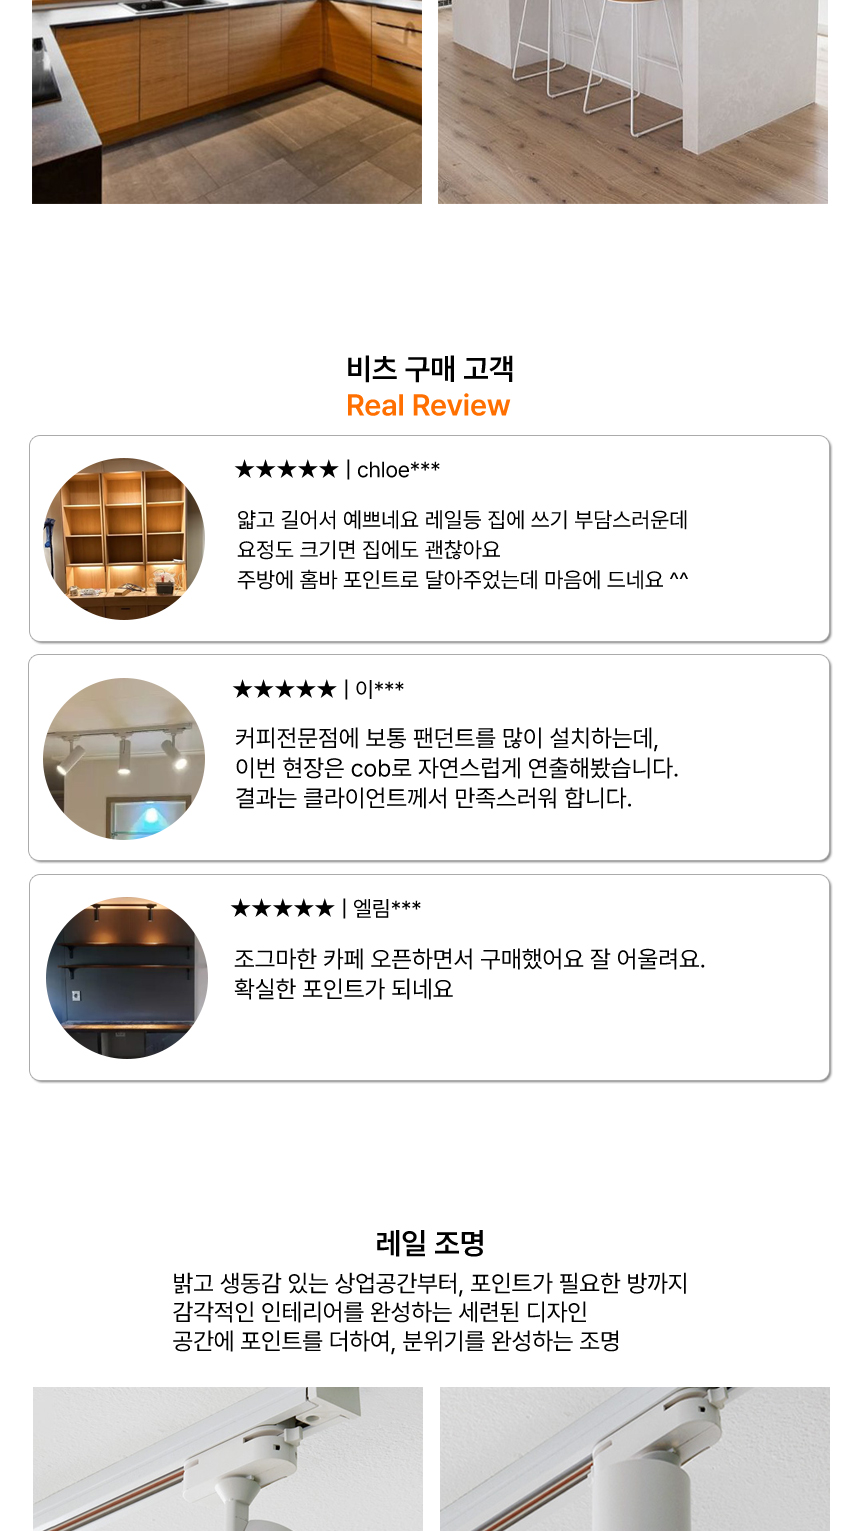 비츠 구매 고객
Real Review
★★★★★ | chloe***
얇고 길어서 예쁘네요 레일등 집에 쓰기 부담스러운데
요정도 크기면 집에도 괜찮아요
주방에 홈바 포인트로 달아주었는데 마음에 드네요 ^^
★★★★★ | 이***
커피전문점에 보통 팬던트를 많이 설치하는데,
이번 현장은 cob로 자연스럽게 연출해봤습니다.
결과는 클라이언트께서 만족스러워 합니다.
★★★★★ | 엘림***
조그마한 카페 오픈하면서 구매했어요 잘 어울려요.
확실한 포인트가 되네요
레일 조명
밝고 생동감 있는 상업공간부터, 포인트가 필요한 방까지
감각적인 인테리어를 완성하는 세련된 디자인
공간에 포인트를 더하여, 분위기를 완성하는 조명